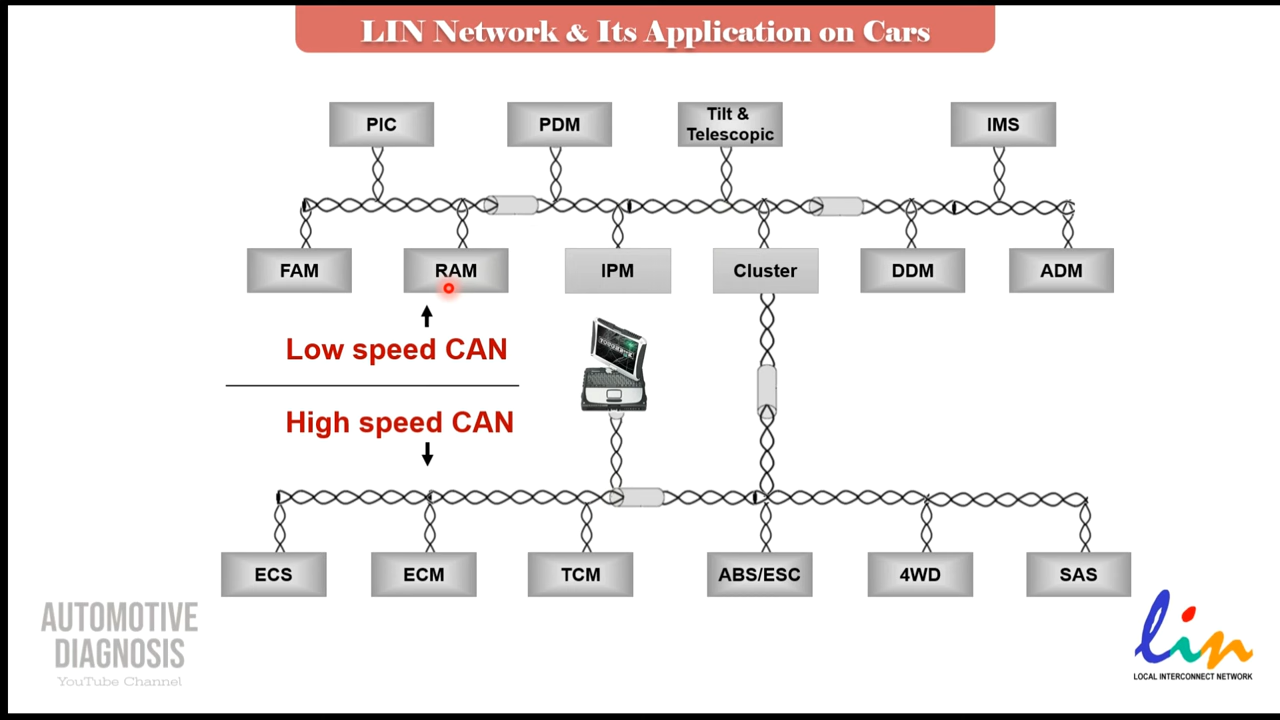 LIN Network & Its Application on Cars
PIC
PDM
Tilt &
Telescopic
IMS
FAM
RAM
IPM
Cluster
DDM
ADM
Low speed CAN
High speed CAN
ECS
ECM
TCM
ABS/ESC
4WD
SAS
AUTOMOTIVE
DIAGNOSIS
YouTube Channel
lin
LOCAL INTERCONNECT NETWORK